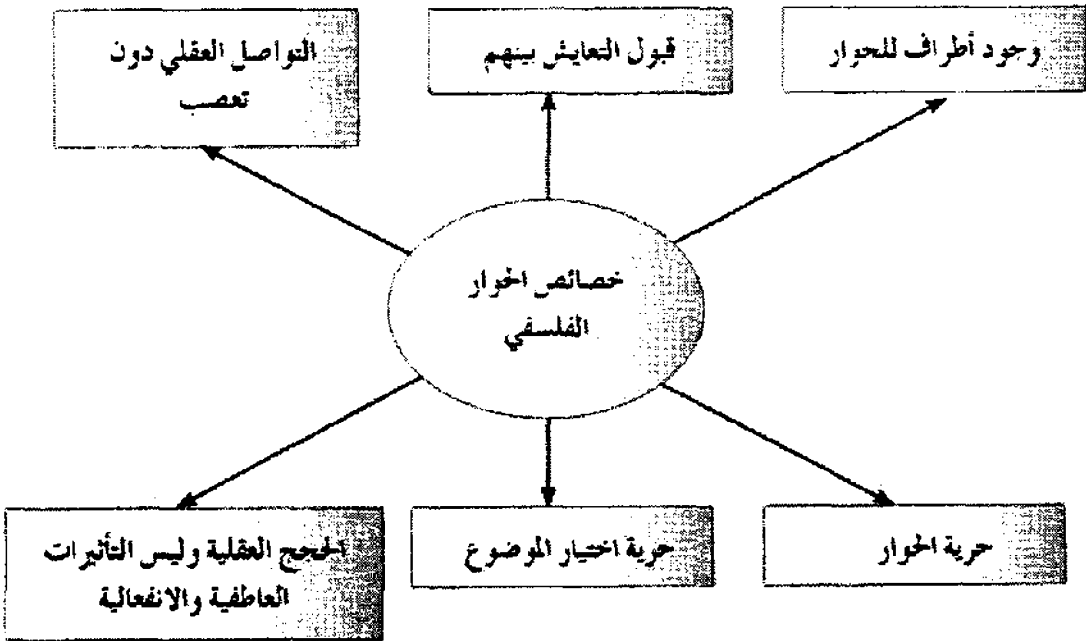 وجود أطراف للحوار
قبول التعايش بينهم
التواصل العقلي دون
تعصب
خصائص الحوار
الفلسفي
حرية الحوار
حرية اختيار الموضوع
الحجج العقلية وليس التأثيرات
العاطفية والانفعالية